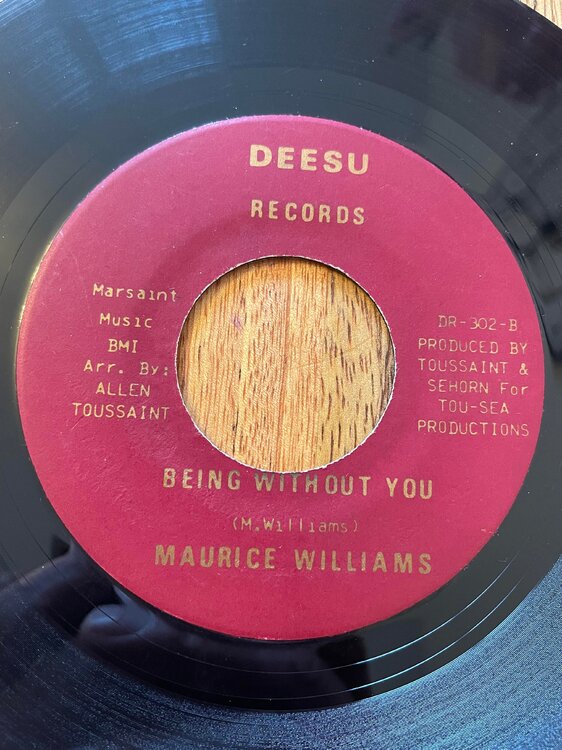 DEESU
RECORDS
Marsaint
Music
BMI
Arr. By:
ALLEN
TOUSSAINT
DR-302-B
PRODUCED BY
TOUSSAINT &
SEHORN For
TOU-SEA
PRODUCTIONS
BEING WITHOUT YOU
(M.Williams)
MAURICE WILLIAMS